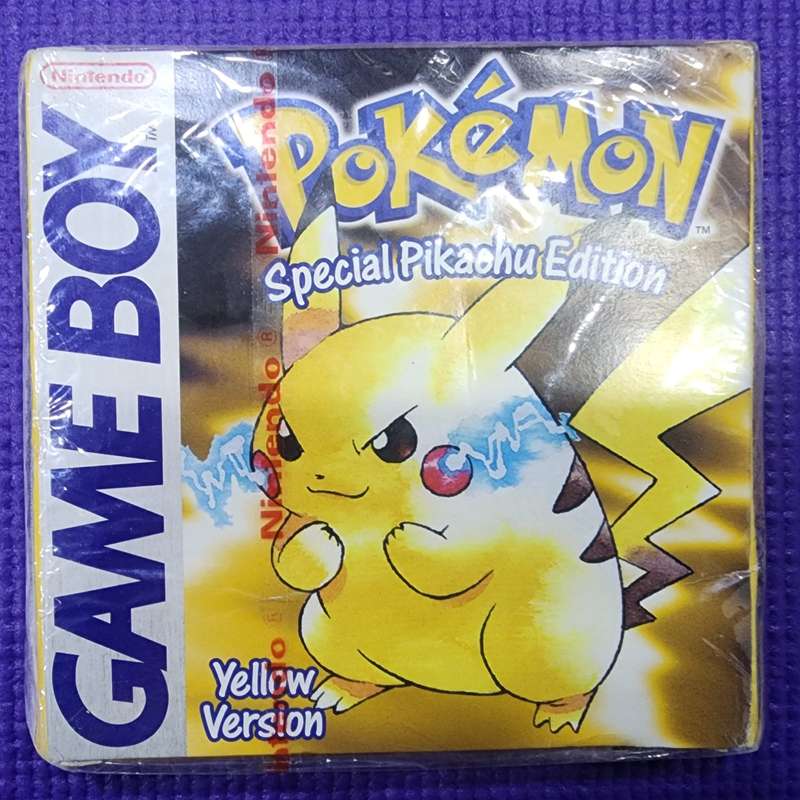 Nintendo
GAME BOY
TM
POKéMON
TM
Special Pikachu Edition
Yellow
Version
Nintendo ®
Nintendo ®
Nintendo ®
Nintendo